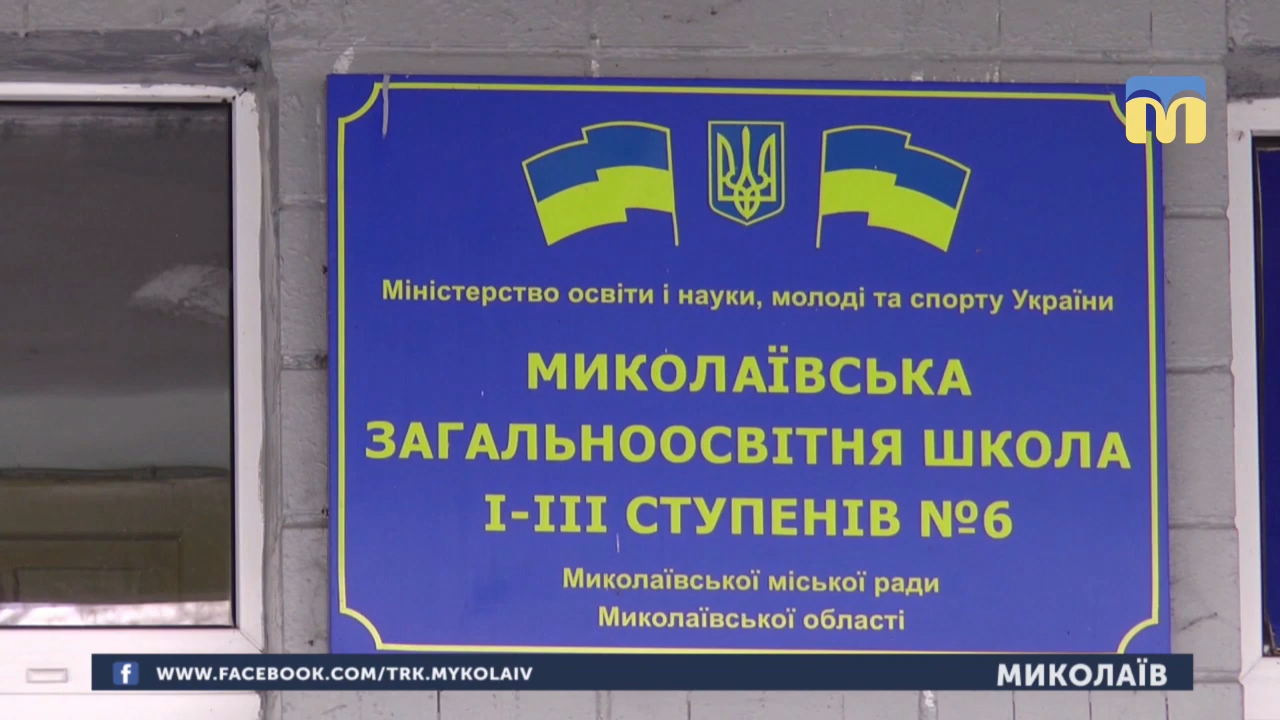 Міністерство освіти і науки, молоді та спорту України
МИКОЛАЇВСЬКА
ЗАГАЛЬНООСВІТНЯ ШКОЛА
І-ІІІ СТУПЕНІВ №6
Миколаївської міської ради
Миколаївської області
WWW.FACEBOOK.COM/TRK.MYKOLAIV
МИКОЛАЇВ